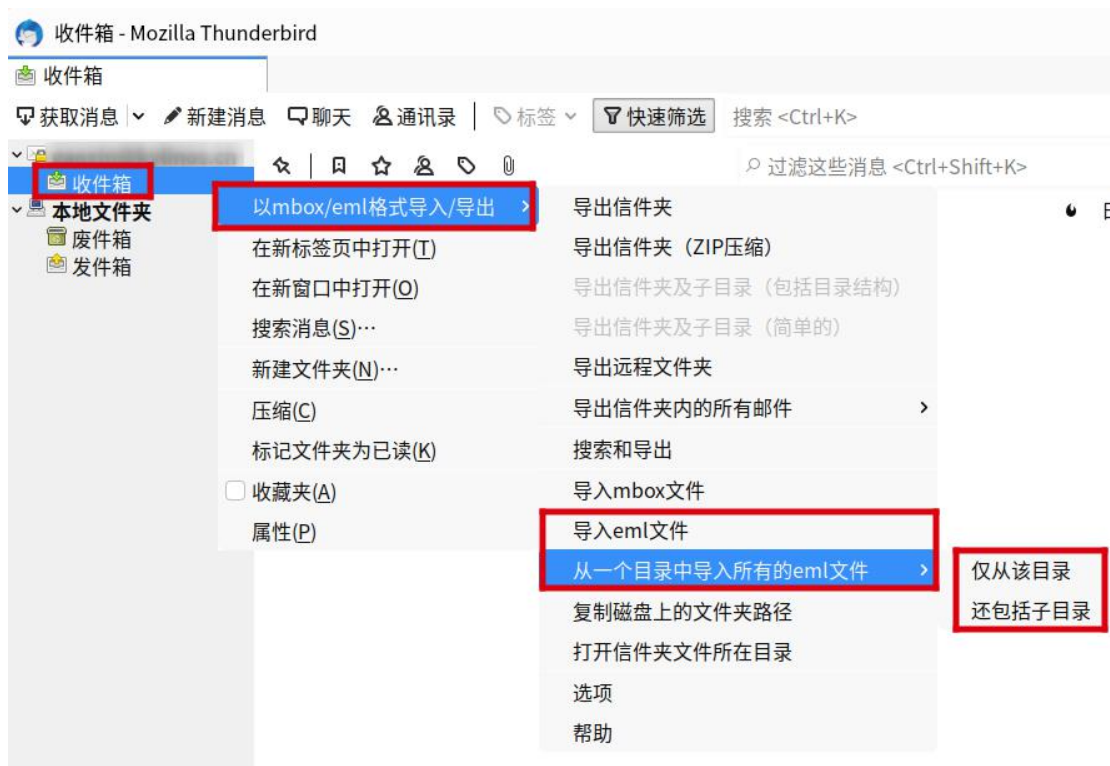 收件箱 - Mozilla Thunderbird
收件箱
获取消息 新建消息 聊天 通讯录 标签 快速筛选 搜索 <Ctrl+K>
过滤这些消息 <Ctrl+Shift+K>
收件箱
本地文件夹
废件箱
发件箱
以mbox/eml格式导入/导出
在新标签页中打开(T)
在新窗口中打开(O)
搜索消息(S)…
新建文件夹(N)…
压缩(C)
标记文件夹为已读(K)
收藏夹(A)
属性(P)
导出信件夹
导出信件夹（ZIP压缩）
导出信件夹及子目录（包括目录结构）
导出信件夹及子目录（简单的）
导出远程文件夹
导出信件夹内的所有邮件
搜索和导出
导入mbox文件
导入eml文件
从一个目录中导入所有的eml文件
复制磁盘上的文件夹路径
打开信件夹文件所在目录
选项
帮助
仅从该目录
还包括子目录